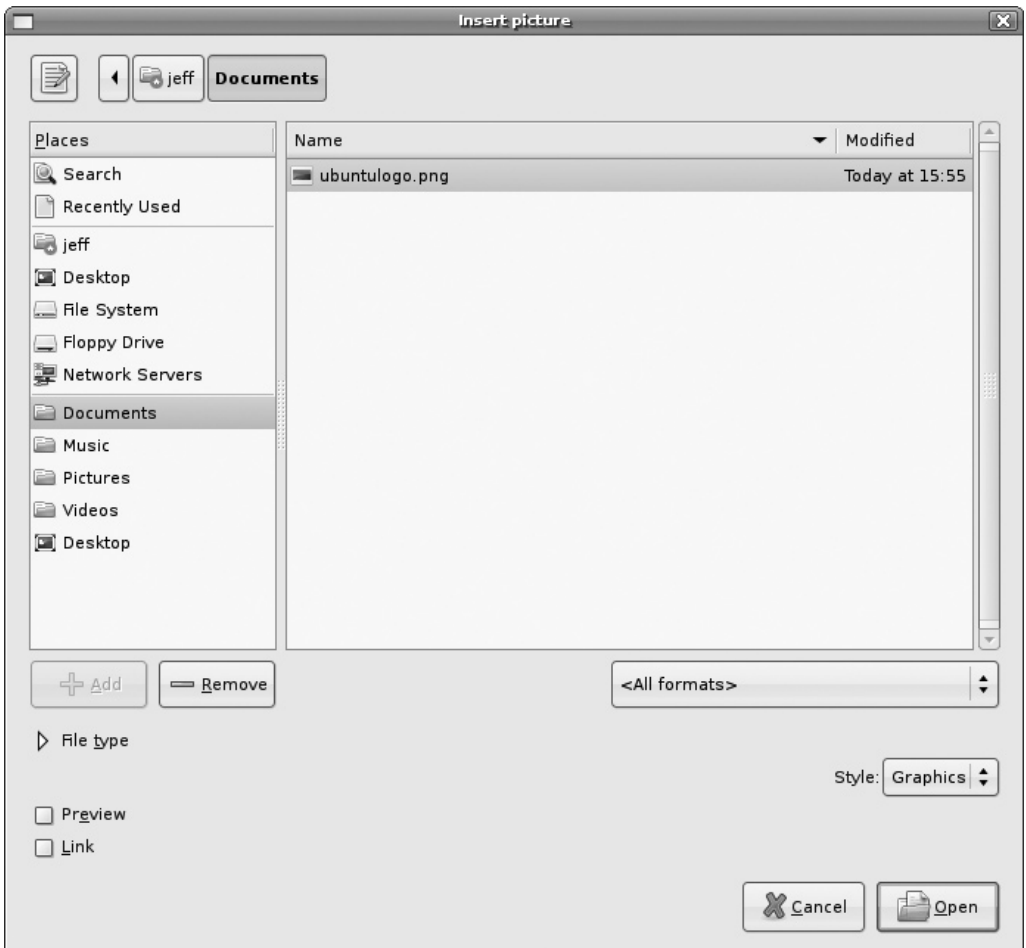 Insert picture
jeff
Documents
Places
Search
Recently Used
jeff
Desktop
File System
Floppy Drive
Network Servers
Documents
Music
Pictures
Videos
Desktop
Name Modified
ubuntulogo.png Today at 15:55
Add
Remove
<All formats>
File type
Style: Graphics
Preview
Link
Cancel
Open